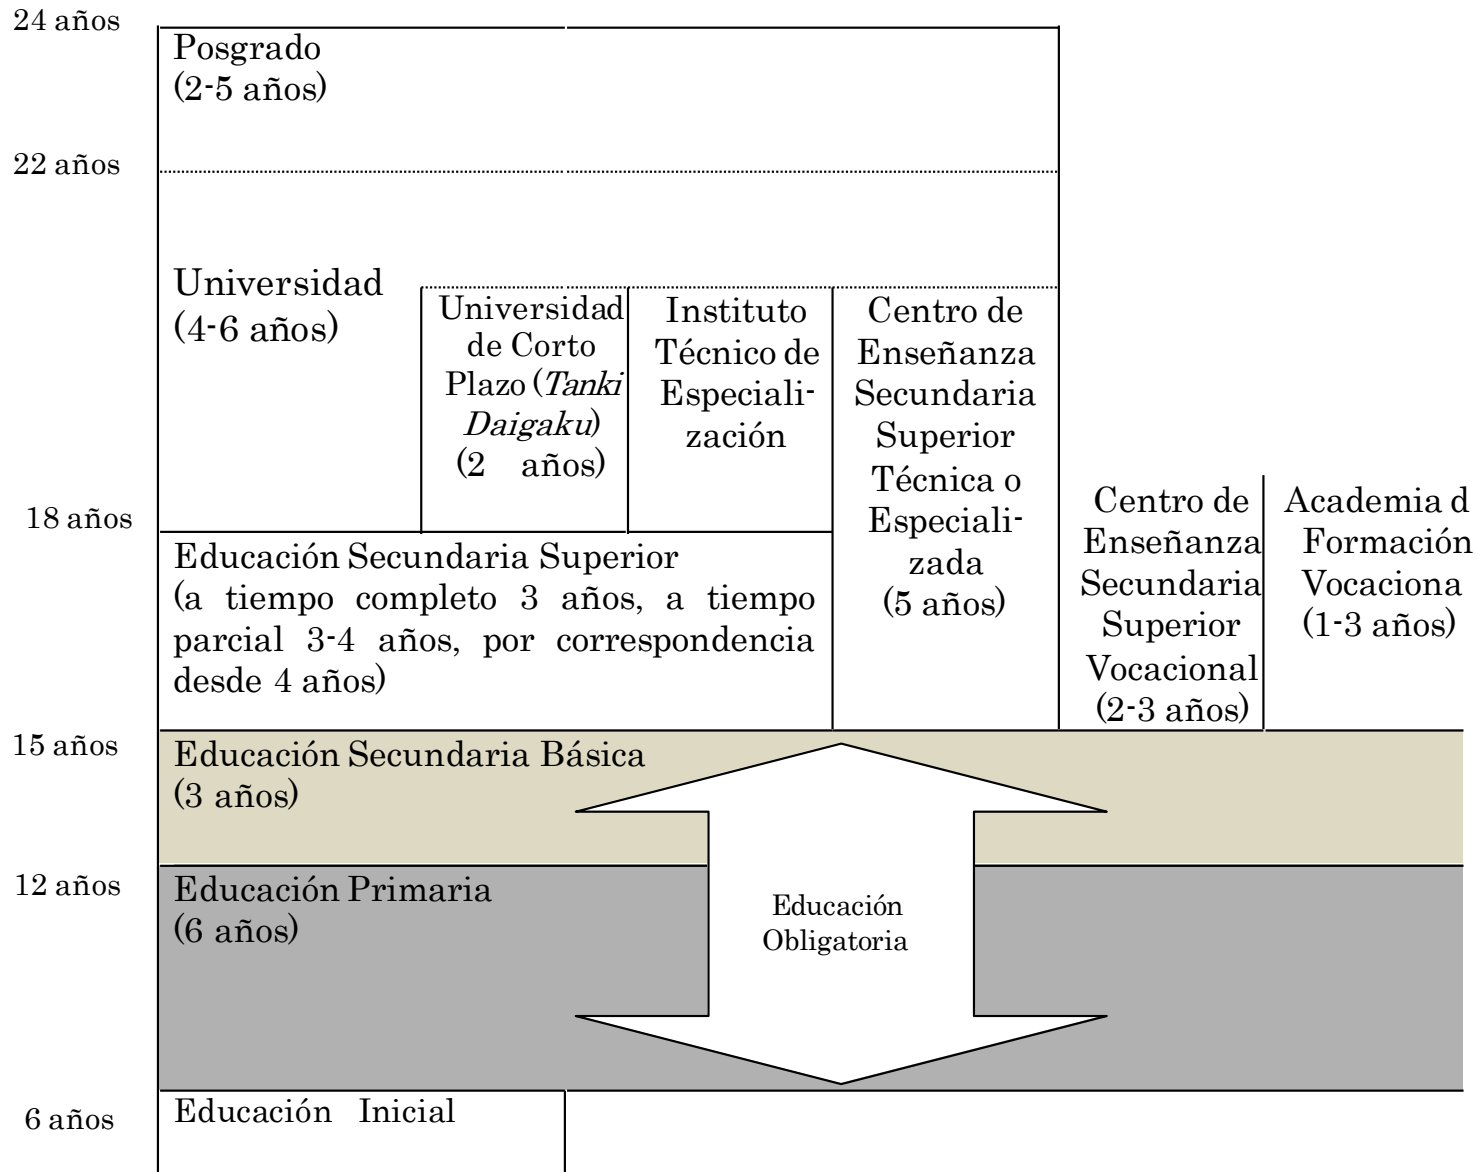 24 años
Posgrado
(2-5 años)
22 años
Universidad
(4-6 años)
Universidad
de Corto
Plazo (Tanki
Daigaku)
(2 años)
Instituto
Técnico de
Especiali-
zación
Centro de
Enseñanza
Secundaria
Superior
Técnica o
Especiali-
zada
(5 años)
Centro de
Enseñanza
Secundaria
Superior
Vocacional
(2-3 años)
Academia d
Formación
Vocaciona
(1-3 años)
18 años
Educación Secundaria Superior
(a tiempo completo 3 años, a tiempo
parcial 3-4 años, por correspondencia
desde 4 años)
15 años
Educación Secundaria Básica
(3 años)
12 años
Educación Primaria
(6 años)
Educación
Obligatoria
6 años
Educación Inicial